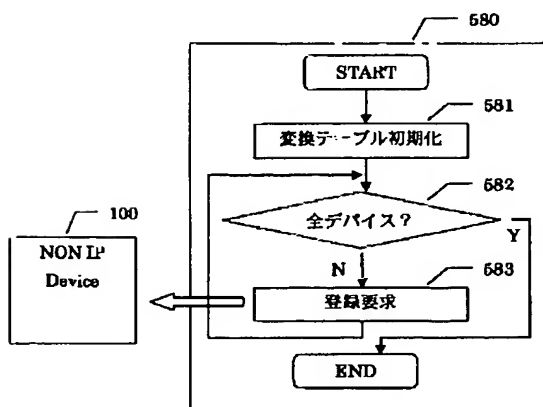 580
START
581
変換テーブル初期化
582
全デバイス?
Y
100
NON IP
Device
N
583
登録要求
END